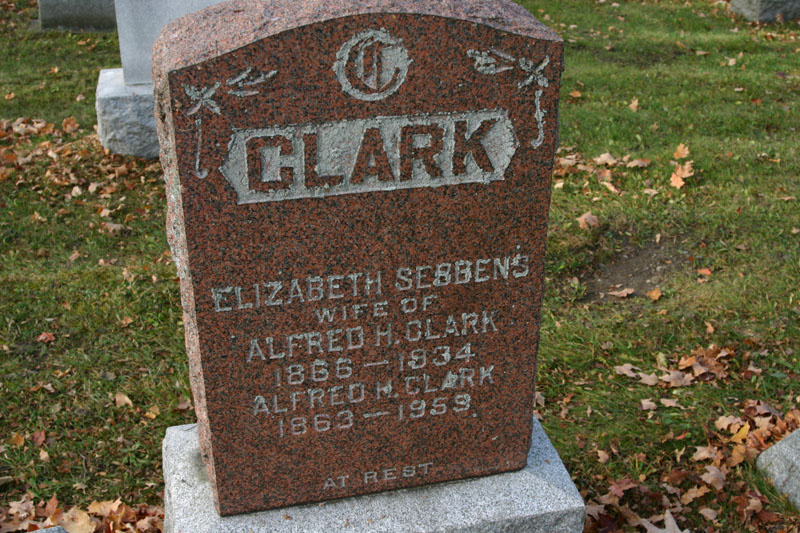 C
CLARK
ELIZABETH SEBBENS
WIFE OF
ALFRED H. CLARK
1866 – 1934
ALFRED H. CLARK
1863 – 1959.
AT REST